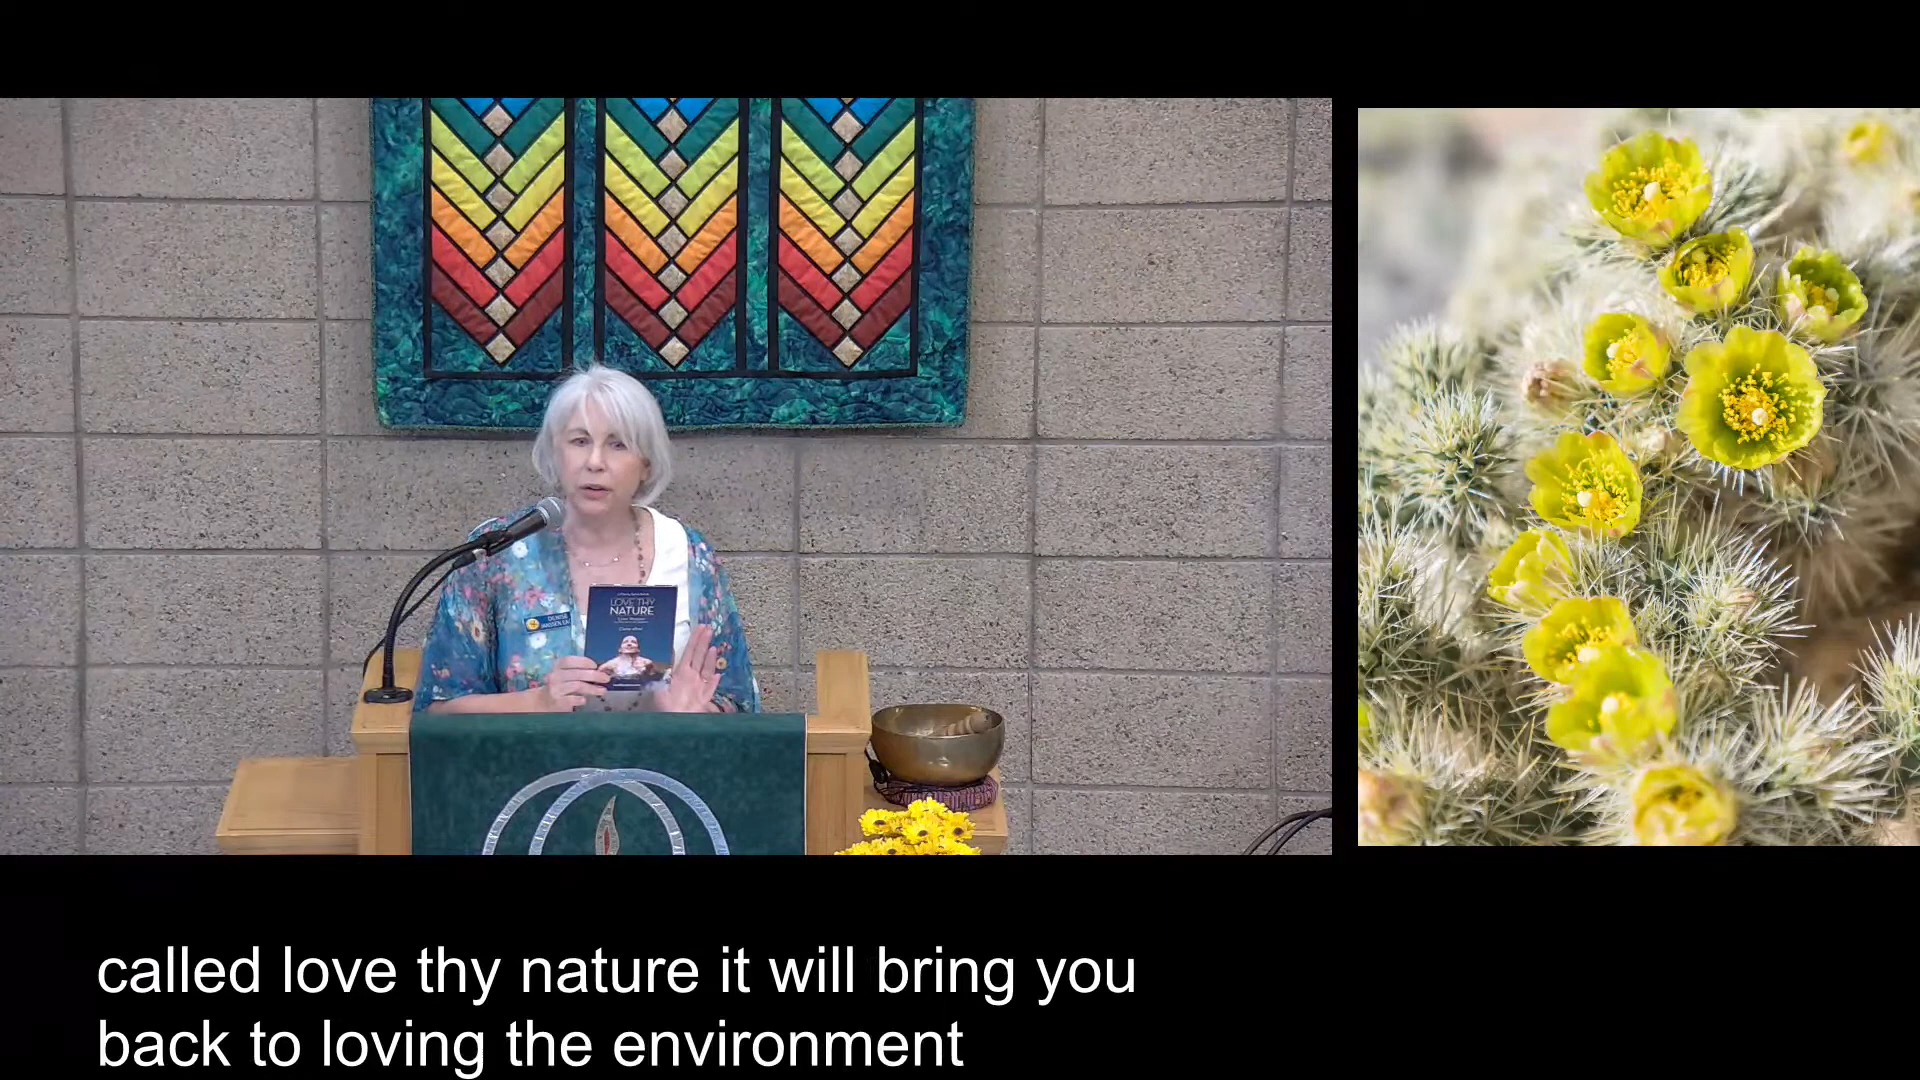 LOVE THY
NATURE
called love thy nature it will bring you
back to loving the environment